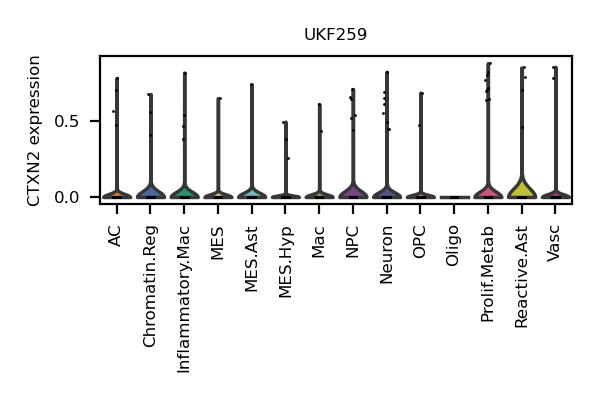 UKF259
CTXN2 expression
0.5
0.0
AC
Chromatin.Reg
Inflammatory.Mac
MES
MES.Ast
MES.Hyp
Mac
NPC
Neuron
OPC
Oligo
Prolif.Metab
Reactive.Ast
Vasc